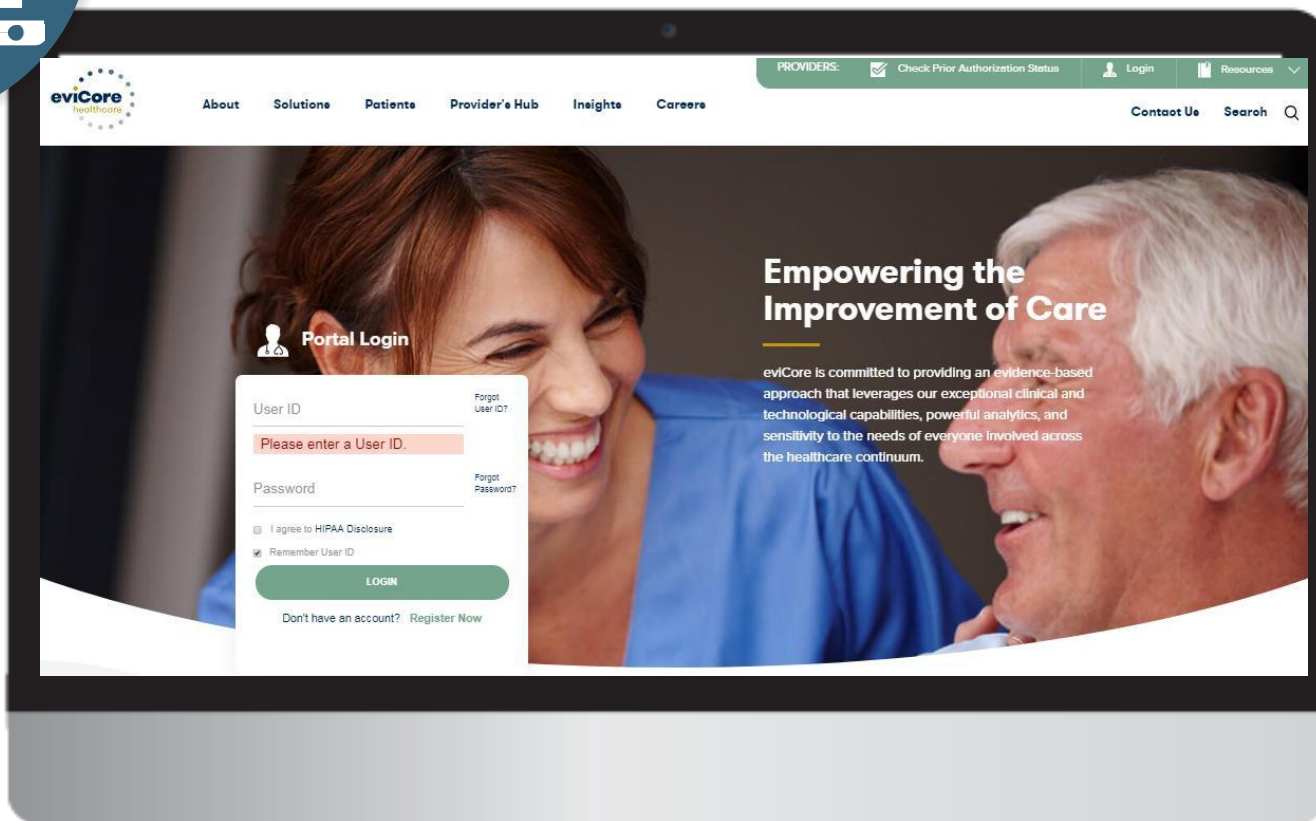 PROVIDERS: Check Prior Authorization Status Login Resources
eviCore
healthcare
About Solutions Patients Provider's Hub Insights Careers
Contact Us Search
Empowering the
Improvement of Care
eviCore is committed to providing an evidence-based
approach that leverages our exceptional clinical and
technological capabilities, powerful analytics, and
sensitivity to the needs of everyone involved across
the healthcare continuum.
Portal Login
User ID
Forgot
User ID?
Please enter a User ID.
Password
Forgot
Password?
I agree to HIPAA Disclosure
Remember User ID
LOGIN
Don't have an account? Register Now